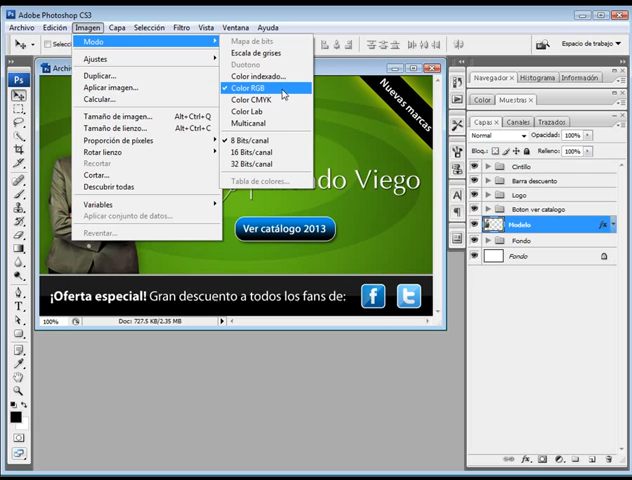 Adobe Photoshop CS3
Archivo Edición Imagen Capa Selección Filtro Vista Ventana Ayuda
Espacio de trabajo
Modo
Ajustes
Duplicar...
Aplicar imagen...
Calcular...
Tamaño de imagen... Alt+Ctrl+Q
Tamaño de lienzo... Alt+Ctrl+C
Proporción de píxeles
Rotar lienzo
Recortar
Cortar...
Descubrir todas
Variables
Aplicar conjunto de datos...
Reventar...
Mapa de bits
Escala de grises
Duotono
Color indexado...
Color RGB
Color CMYK
Color Lab
Multicanal
8 Bits/canal
16 Bits/canal
32 Bits/canal
Tabla de colores...
Nuevas marcas
Viego
Ver catálogo 2013
¡Oferta especial! Gran descuento a todos los fans de:
100% Doc: 727.5 KB/2.35 MB
Navegador Histograma Información
Color Muestras
Capas Canales Trazados
Normal Opacidad: 100%
Bloq.: Relleno: 100%
Cintillo
Barra descuento
Logo
Boton ver catalogo
Modelo
Fondo
Fondo